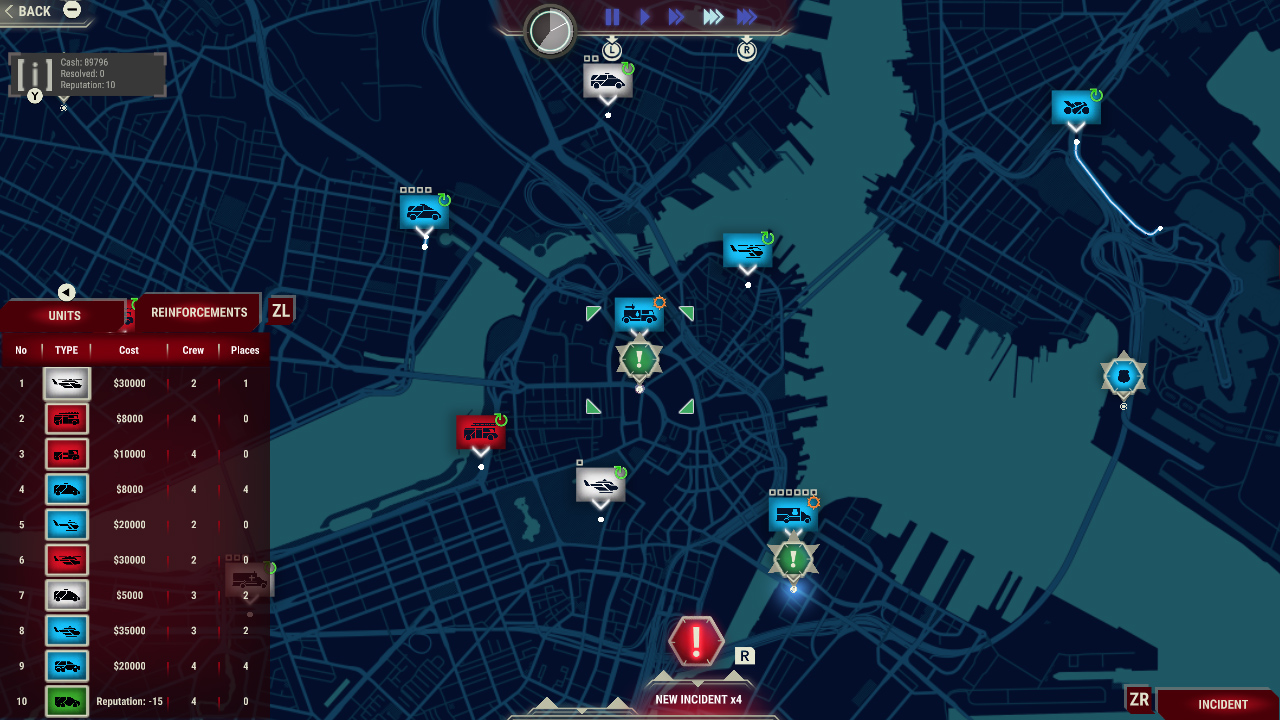 BACK
Cash: 89796
Resolved: 0
Reputation: 10
Y
L
R
UNITS
REINFORCEMENTS
ZL
No TYPE Cost Crew Places
1 $30000 2 1
2 $8000 4 0
3 $10000 4 0
4 $8000 4 4
5 $20000 2 0
6 $30000 2 0
7 $5000 3 2
8 $35000 3 2
9 $20000 4 4
10 Reputation: -15 4 0
R
NEW INCIDENT x4
ZR
INCIDENT